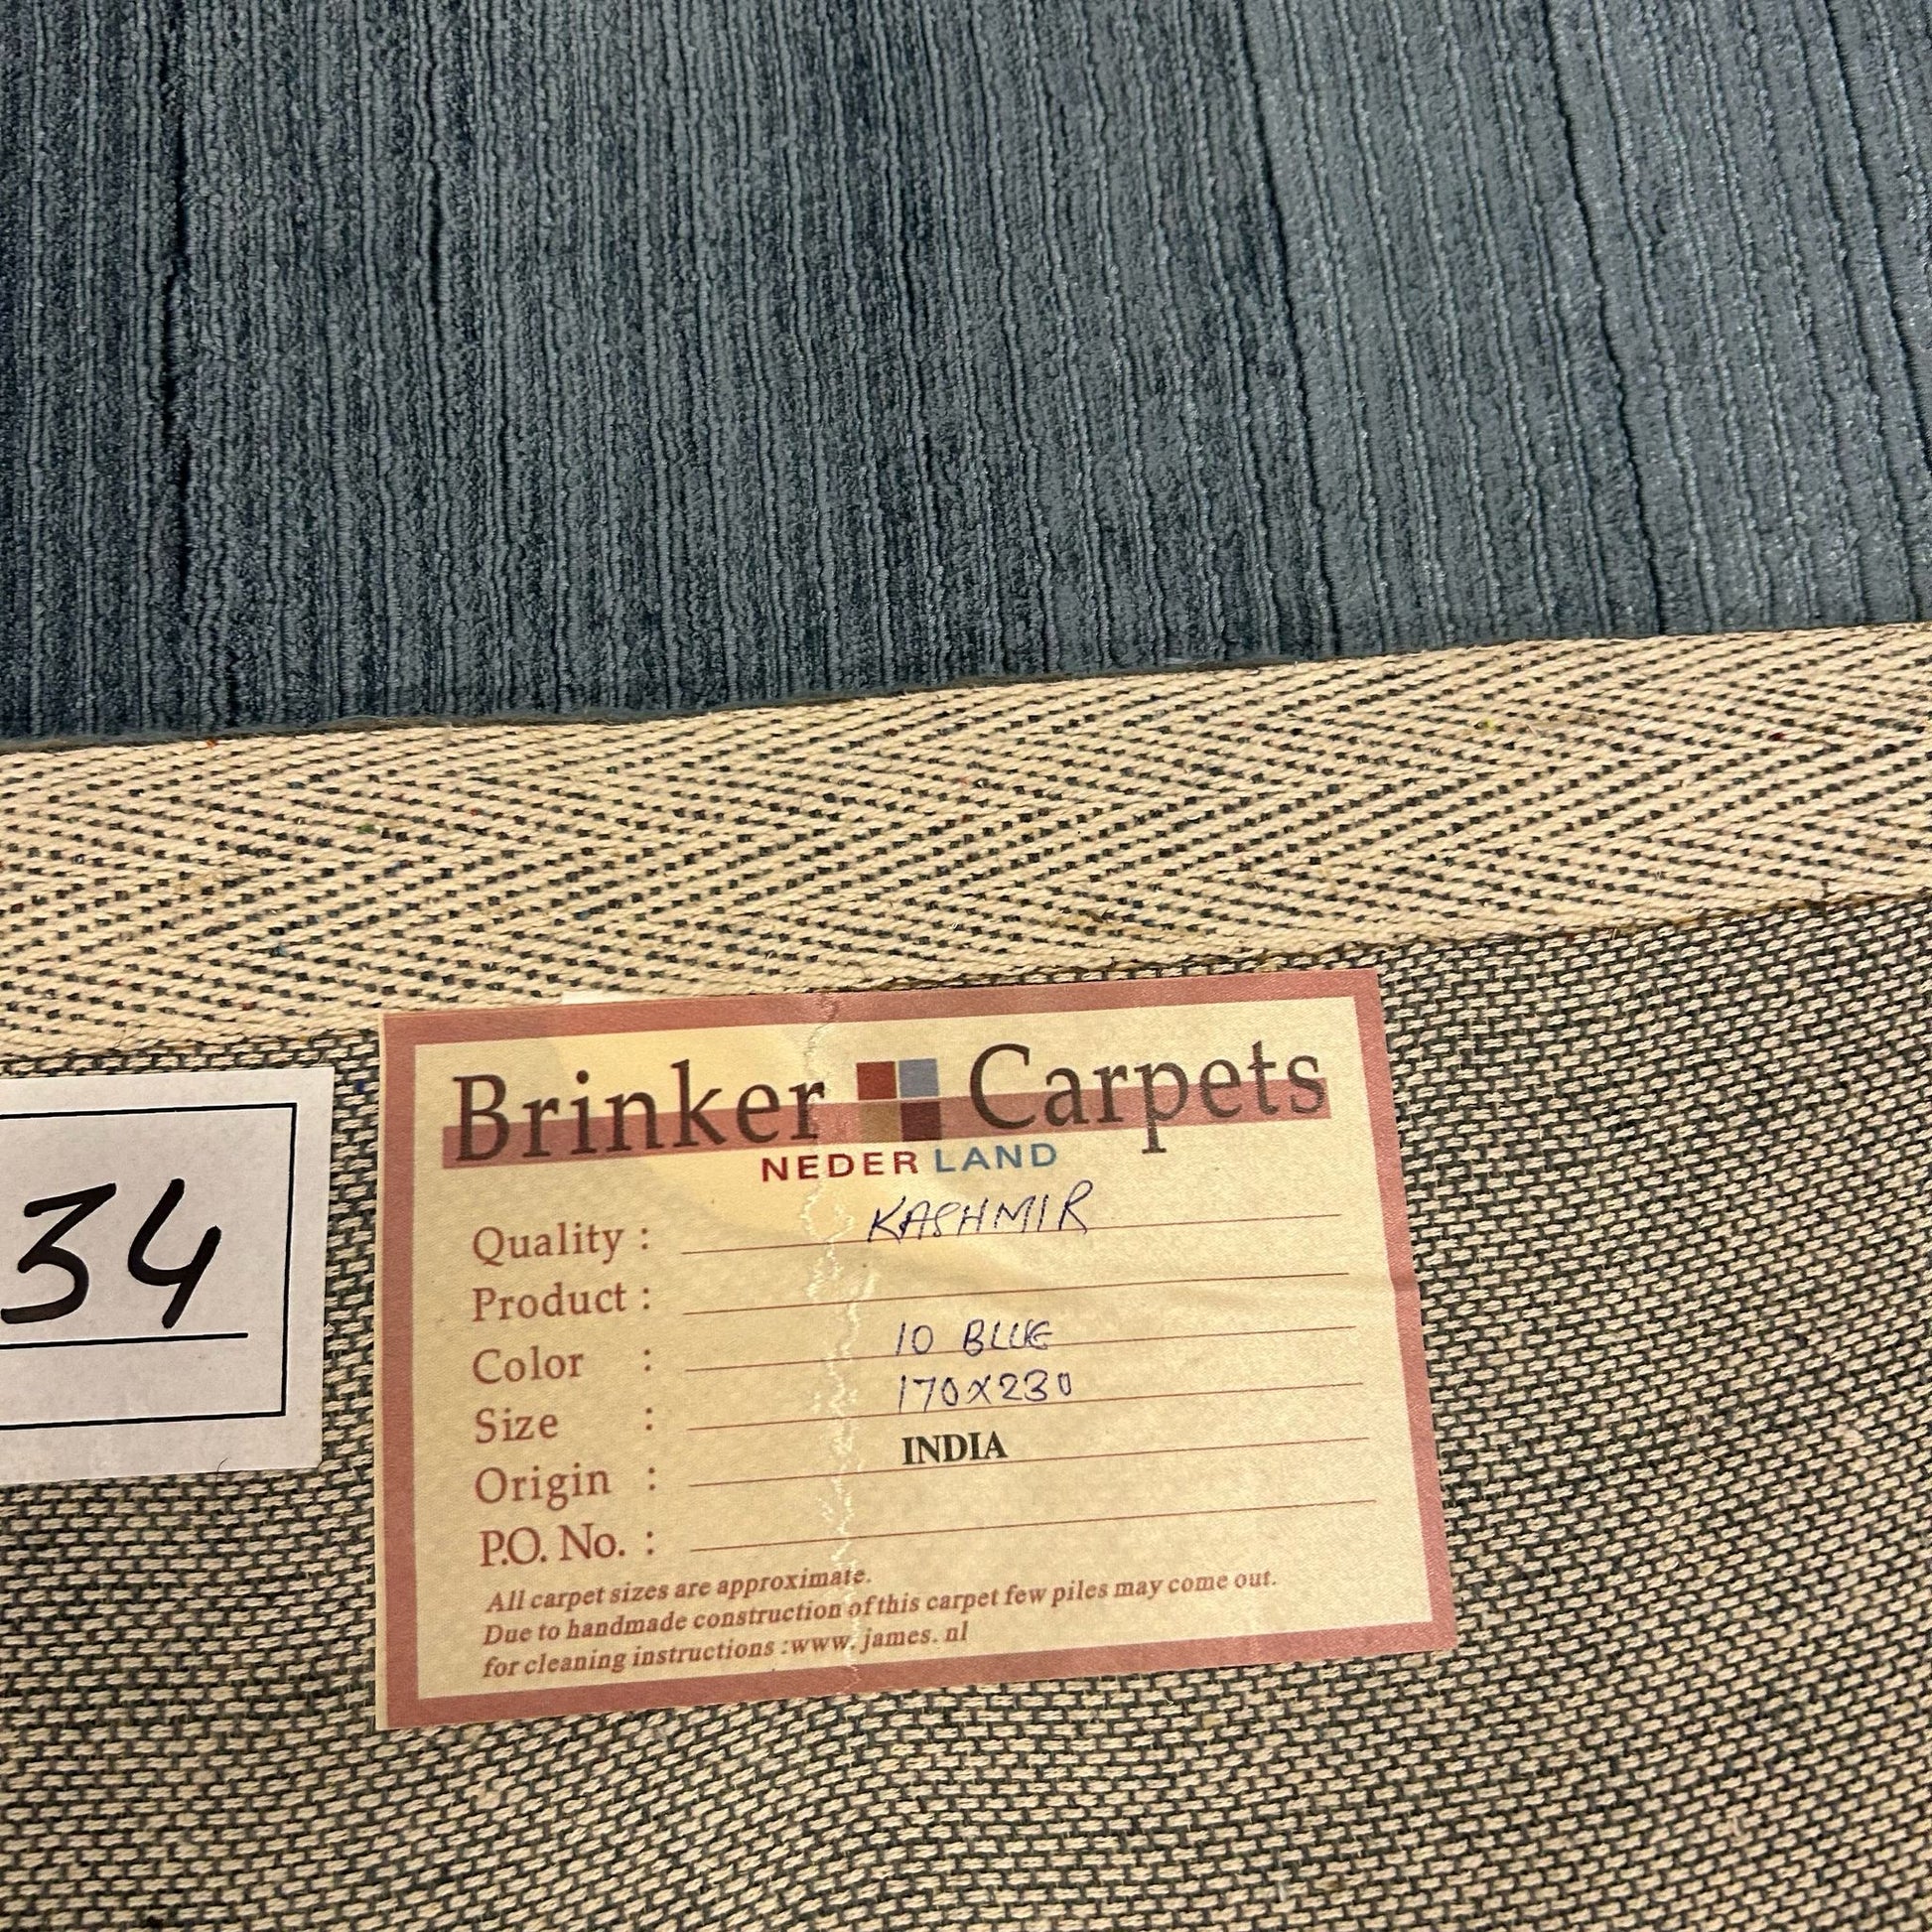 Brinker Carpets
NEDERLAND
Quality : KASHMIR
Product :
Color : 10 BLUE
Size : 170X230
Origin : INDIA
P.O. No. :
All carpet sizes are approximate.
Due to handmade construction of this carpet few piles may come out.
for cleaning instructions :www. james. nl
34